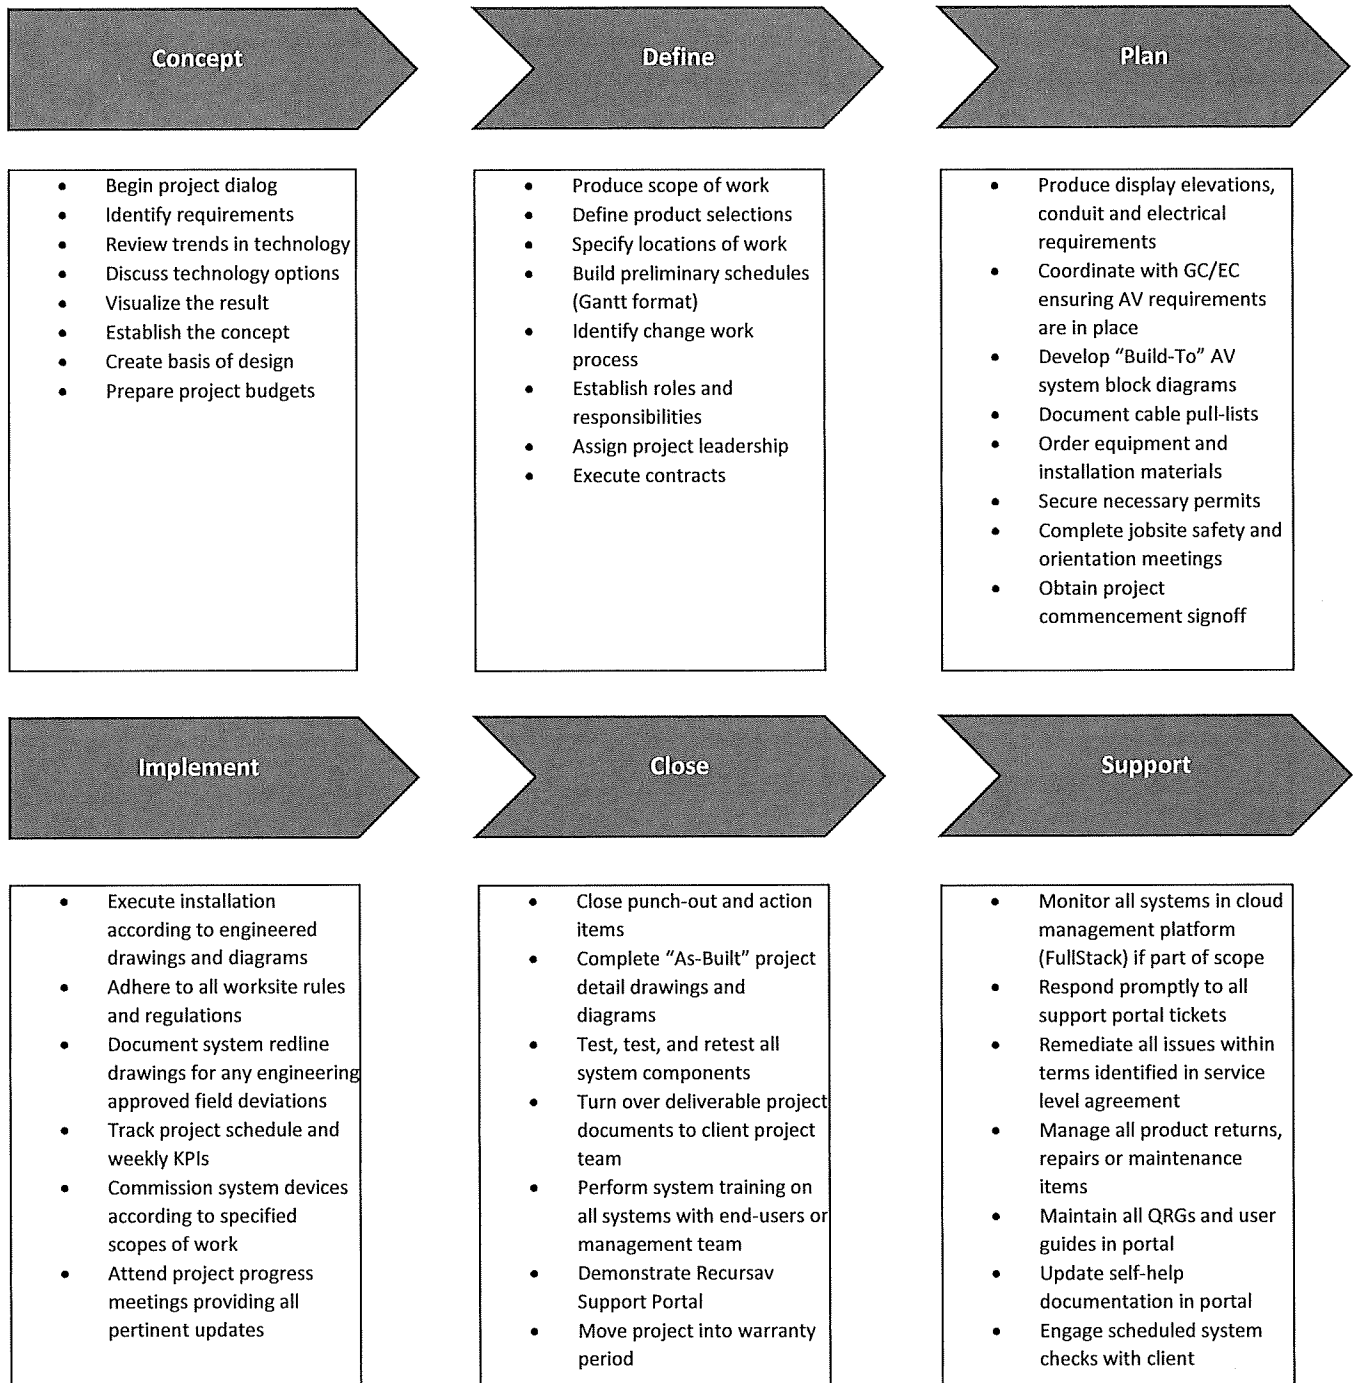 Concept
• Begin project dialog
• Identify requirements
• Review trends in technology
• Discuss technology options
• Visualize the result
• Establish the concept
• Create basis of design
• Prepare project budgets
Define
• Produce scope of work
• Define product selections
• Specify locations of work
• Build preliminary schedules
(Gantt format)
• Identify change work
process
• Establish roles and
responsibilities
• Assign project leadership
• Execute contracts
Plan
• Produce display elevations,
conduit and electrical
requirements
• Coordinate with GC/EC
ensuring AV requirements
are in place
• Develop “Build-To” AV
system block diagrams
• Document cable pull-lists
• Order equipment and
installation materials
• Secure necessary permits
• Complete jobsite safety and
orientation meetings
• Obtain project
commencement signoff
Implement
• Execute installation
according to engineered
drawings and diagrams
• Adhere to all worksite rules
and regulations
• Document system redline
drawings for any engineering
approved field deviations
• Track project schedule and
weekly KPIs
• Commission system devices
according to specified
scopes of work
• Attend project progress
meetings providing all
pertinent updates
Close
• Close punch-out and action
items
• Complete “As-Built” project
detail drawings and
diagrams
• Test, test, and retest all
system components
• Turn over deliverable project
documents to client project
team
• Perform system training on
all systems with end-users or
management team
• Demonstrate Recursav
Support Portal
• Move project into warranty
period
Support
• Monitor all systems in cloud
management platform
(FullStack) if part of scope
• Respond promptly to all
support portal tickets
• Remediate all issues within
terms identified in service
level agreement
• Manage all product returns,
repairs or maintenance
items
• Maintain all QRGs and user
guides in portal
• Update self-help
documentation in portal
• Engage scheduled system
checks with client